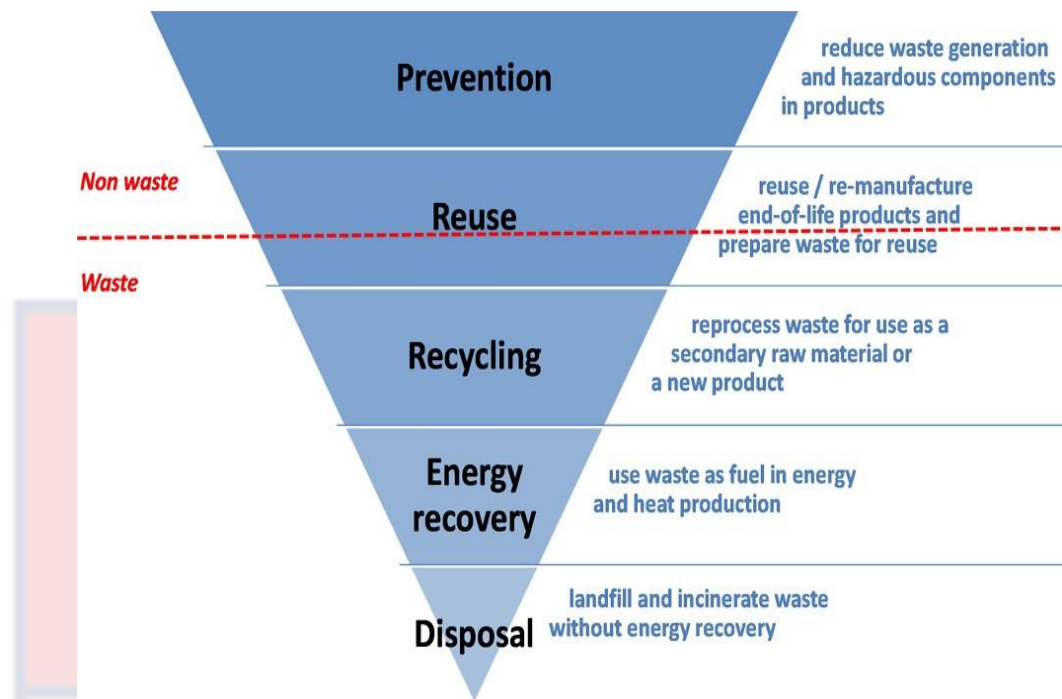 Prevention
reduce waste generation
and hazardous components
in products
Non waste
Reuse
reuse / re-manufacture
end-of-life products and
prepare waste for reuse
Waste
Recycling
reprocess waste for use as a
secondary raw material or
a new product
Energy
recovery
use waste as fuel in energy
and heat production
Disposal
landfill and incinerate waste
without energy recovery